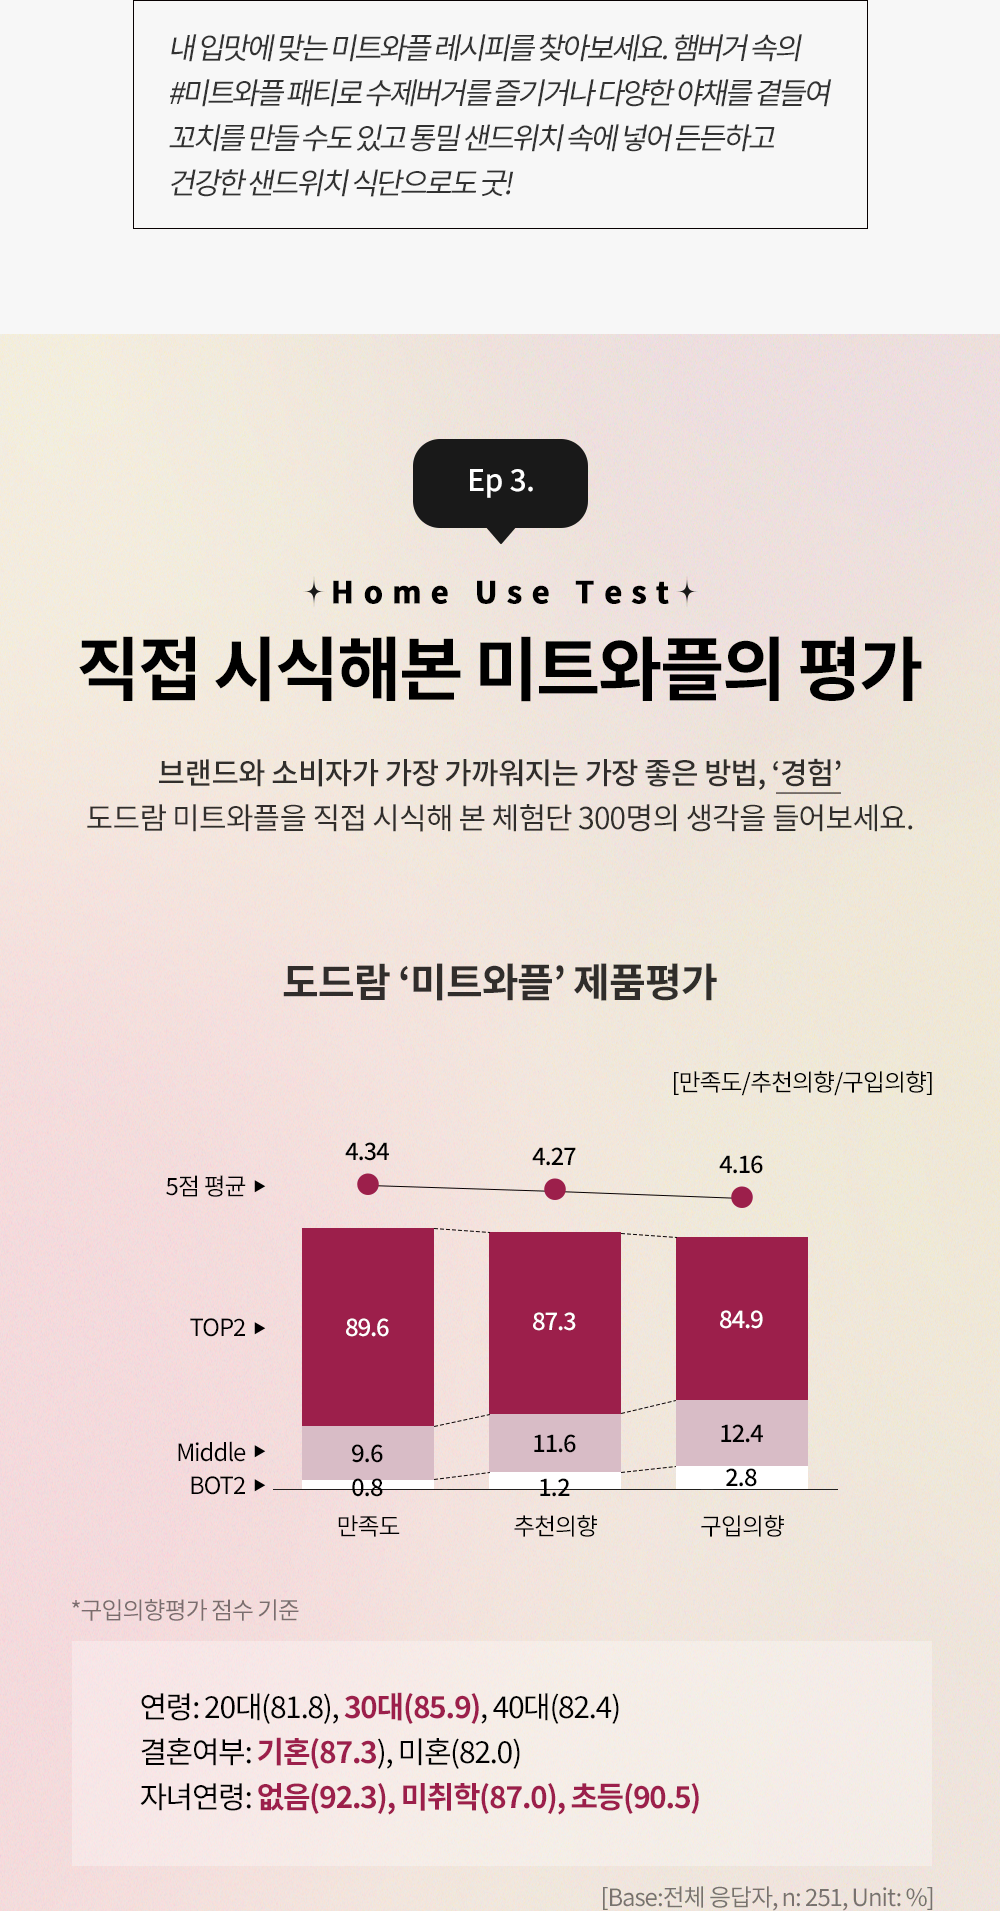 내 입맛에 맞는 미트와플 레시피를 찾아보세요. 햄버거 속의
#미트와플 패티로 수제버거를 즐기거나 다양한 야채를 곁들여
꼬치를 만들 수도 있고 통밀 샌드위치 속에 넣어 든든하고
건강한 샌드위치 식단으로도 굿!
Ep 3.
Home Use Test
직접 시식해본 미트와플의 평가
브랜드와 소비자가 가장 가까워지는 가장 좋은 방법, ‘경험’
도드람 미트와플을 직접 시식해 본 체험단 300명의 생각을 들어보세요.
도드람 ‘미트와플’ 제품평가
[만족도/추천의향/구입의향]
5점 평균 ▶ 4.34 4.27 4.16
TOP2 ▶ 89.6 87.3 84.9
Middle ▶ 9.6 11.6 12.4
BOT2 ▶ 0.8 1.2 2.8
만족도 추천의향 구입의향
*구입의향평가 점수 기준
연령: 20대(81.8), 30대(85.9), 40대(82.4)
결혼여부: 기혼(87.3), 미혼(82.0)
자녀연령: 없음(92.3), 미취학(87.0), 초등(90.5)
[Base:전체 응답자, n: 251, Unit: %]